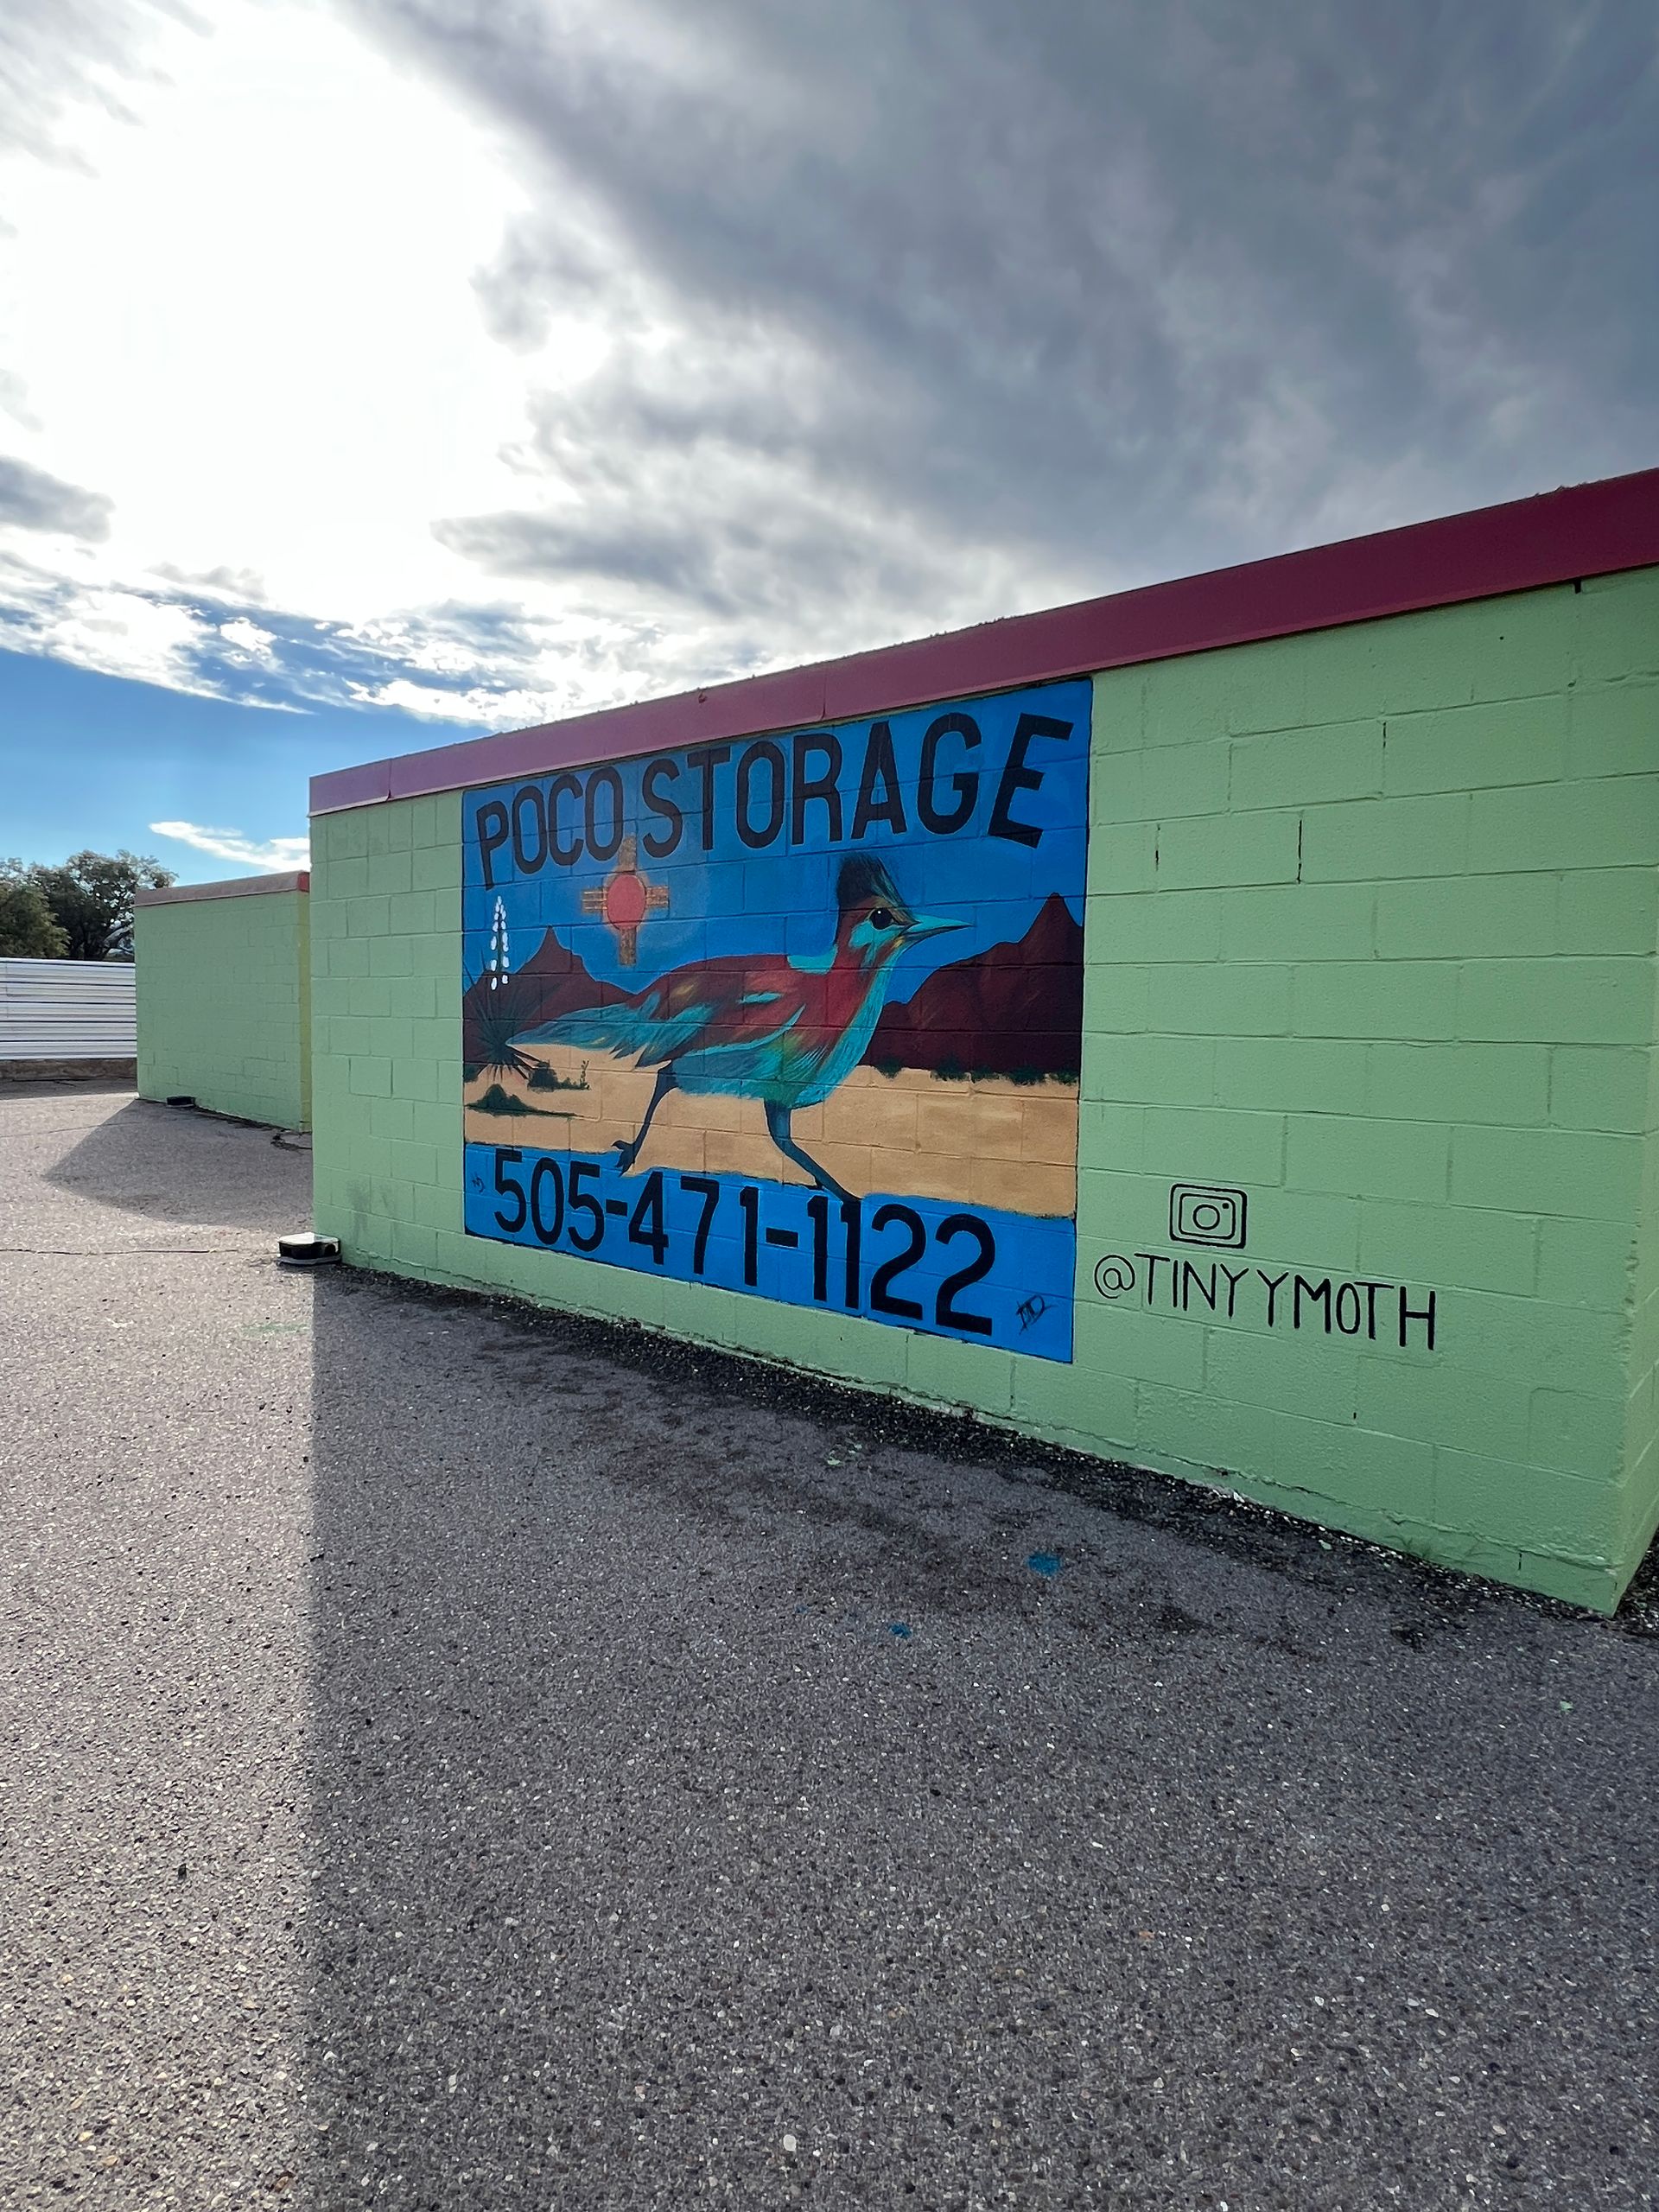 POCO STORAGE
505-471-1122
@TINYYMOTH